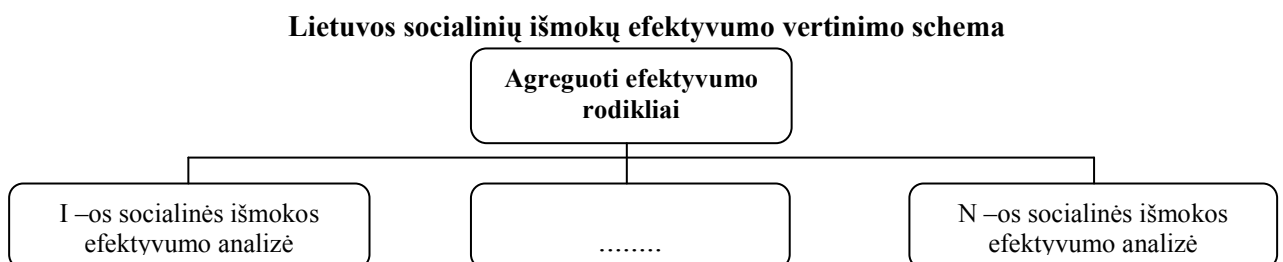 Lietuvos socialinių išmokų efektyvumo vertinimo schema
Agreguoti efektyvumo
rodikliai
I –os socialinės išmokos
efektyvumo analizė
........
N –os socialinės išmokos
efektyvumo analizė